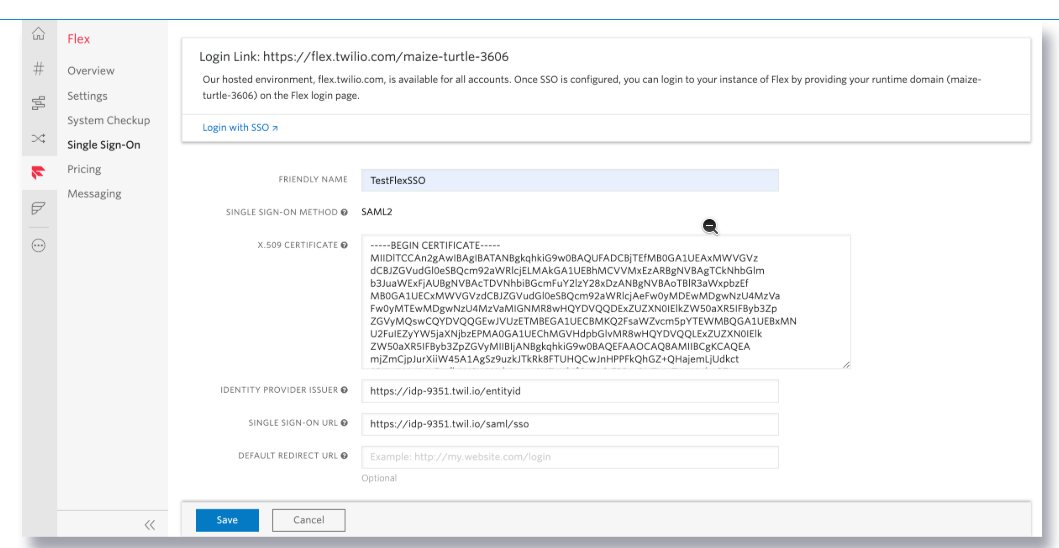 Flex
Overview
Settings
System Checkup
Single Sign-On
Pricing
Messaging
Login Link: https://flex.twilio.com/maize-turtle-3606
Our hosted environment, flex.twilio.com, is available for all accounts. Once SSO is configured, you can login to your instance of Flex by providing your runtime domain (maize-
turtle-3606) on the Flex login page.
Login with SSO
FRIENDLY NAME TestFlexSSO
SINGLE SIGN-ON METHOD SAML2
X.509 CERTIFICATE -----BEGIN CERTIFICATE-----
MIIDITCCAn2gAwIBAgIBATANBgkqhkiG9w0BAQUFADCBjTEfMB0GA1UEAxMWVGVz
dCBJZGVudGl0eSBQcm92aWRlcjELMAkGA1UEBhMCVVMxEzARBgNVBAgTCkNhbGlm
b3JuaWExFjAUBgNVBAcTDVNhbiBGcmFuY2lzY28xDzANBgNVBAoTBlR3aWxpbzEf
MB0GA1UECxMWVGVzdCBJZGVudGl0eSBQcm92aWRlcjAeFw0yMDEwMDgwNzU4MzVa
Fw0yMTEwMDgwNzU4MzVaMIGNMR8wHQYDVQQDExZUZXN0IElkZW50aXR5IFByb3Zp
ZGVyMQswCQYDVQQGEwJVUzETMBEGA1UECBMKQ2FsaWZvcm5pYTEWMBQGA1UEBxMN
U2FuIEZyYW5jaXNjbzEPMA0GA1UEChMGVHdpbGlvMR8wHQYDVQQLExZUZXN0IElk
ZW50aXR5IFByb3ZpZGVyMIIBIjANBgkqhkiG9w0BAQEFAAOCAQ8AMIIBCgKCAQEA
mjZmCjpJurXiiW45A1AgSz9uzkJTkRk8FTUHQCwJnHPPFkQhGZ+QHajemLjUdkct
IDENTITY PROVIDER ISSUER https://idp-9351.twil.io/entityid
SINGLE SIGN-ON URL https://idp-9351.twil.io/saml/sso
DEFAULT REDIRECT URL Example: http://my.website.com/login
Optional
Save Cancel